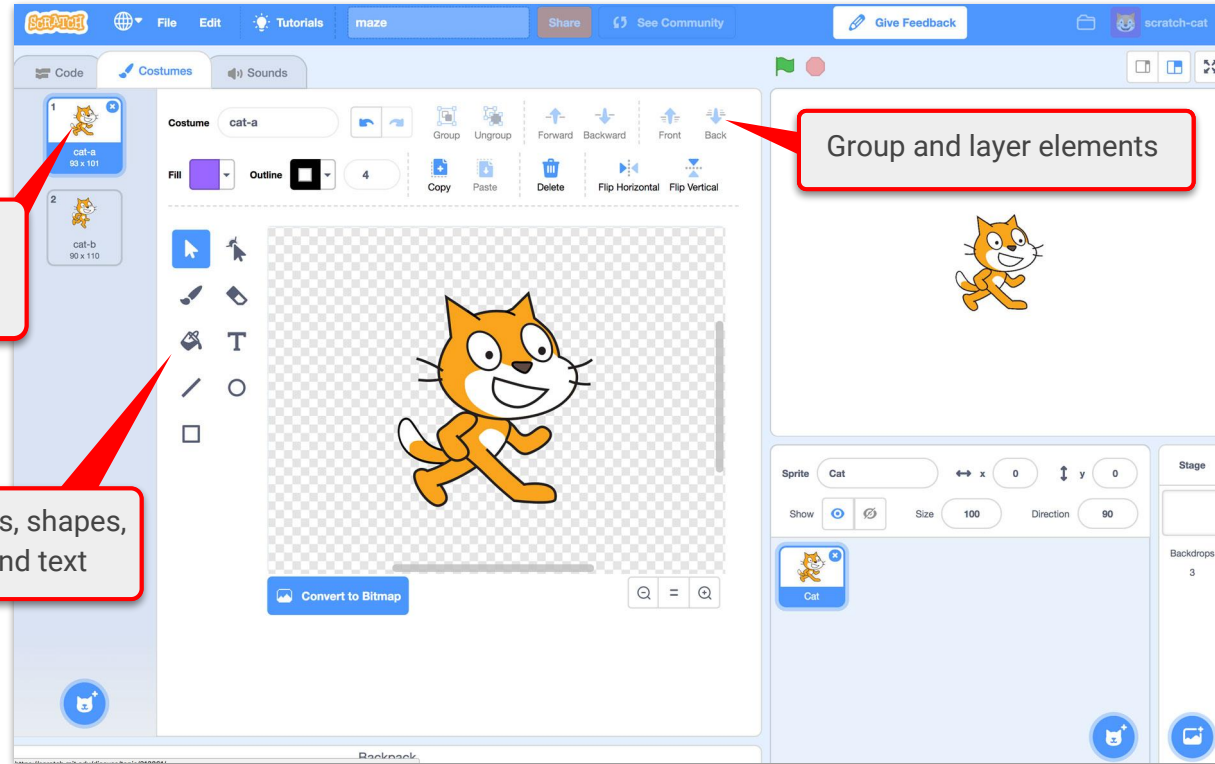 SCRATCH File Edit Tutorials maze Share See Community Give Feedback scratch-cat
Code Costumes Sounds
1
cat-a
93 x 101
2
cat-b
90 x 110
Costume cat-a Group Ungroup Forward Backward Front Back
Fill Outline 4 Copy Paste Delete Flip Horizontal Flip Vertical
T
Group and layer elements
s, shapes,
nd text
Convert to Bitmap
=
Sprite Cat x 0 y 0
Show Size 100 Direction 90
Cat
Stage
Backdrops
3
Backpack